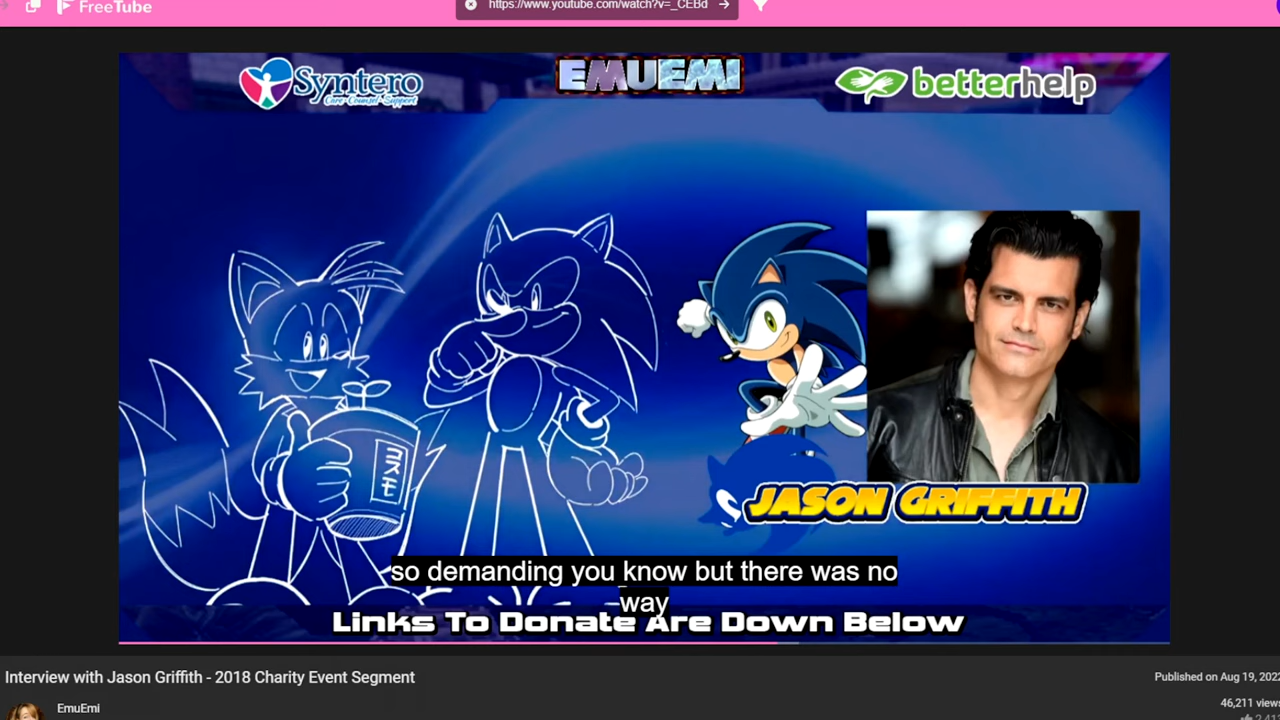 FreeTube
https://www.youtube.com/watch?v=_CEBd
Syntero
Care·Counsel·Support
EMUEMI
betterhelp
コスモ
JASON GRIFFITH
so demanding you know but there was no
way
Links To Donate Are Down Below
Interview with Jason Griffith - 2018 Charity Event Segment
Published on Aug 19, 2022
EmuEmi
46,211 views